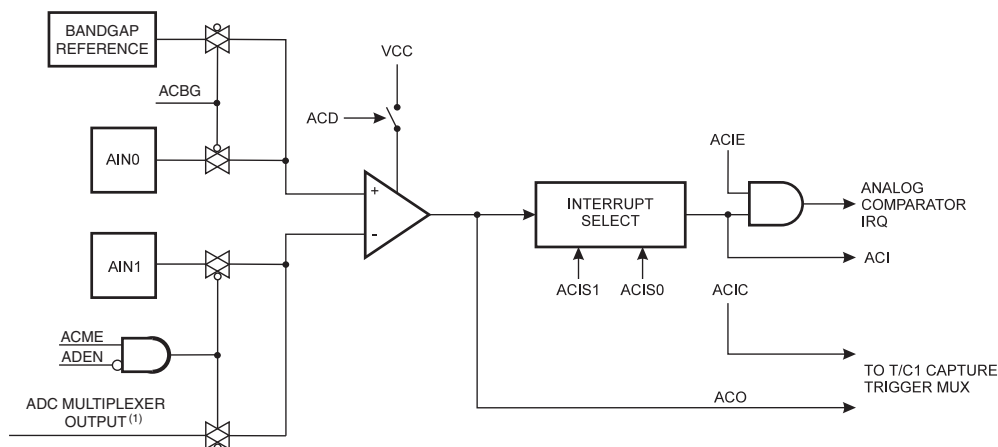 BANDGAP
REFERENCE
ACBG
AIN0
AIN1
ACME
ADEN
ADC MULTIPLEXER
OUTPUT(1)
VCC
ACD
+
-
INTERRUPT
SELECT
ACIS1
ACIS0
ACIE
ANALOG
COMPARATOR
IRQ
ACI
ACIC
TO T/C1 CAPTURE
TRIGGER MUX
ACO